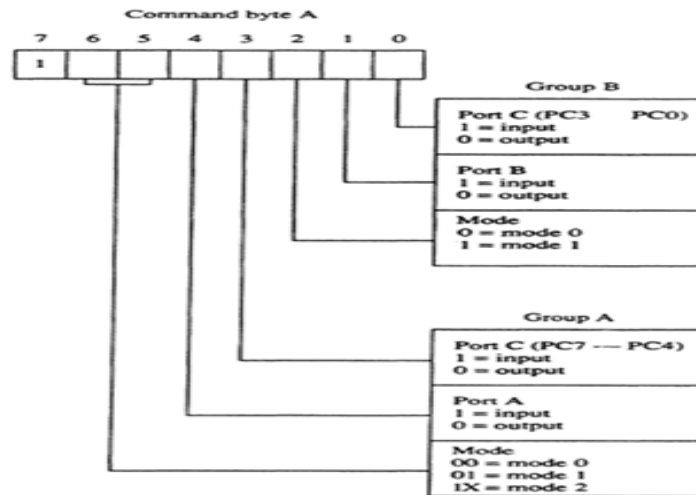 Command byte A
7 6 5 4 3 2 1 0
1
Group B
Port C (PC3 PC0)
1 = input
0 = output
Port B
1 = input
0 = output
Mode
0 = mode 0
1 = mode 1
Group A
Port C (PC7 --- PC4)
1 = input
0 = output
Port A
1 = input
0 = output
Mode
00 = mode 0
01 = mode 1
1X = mode 2